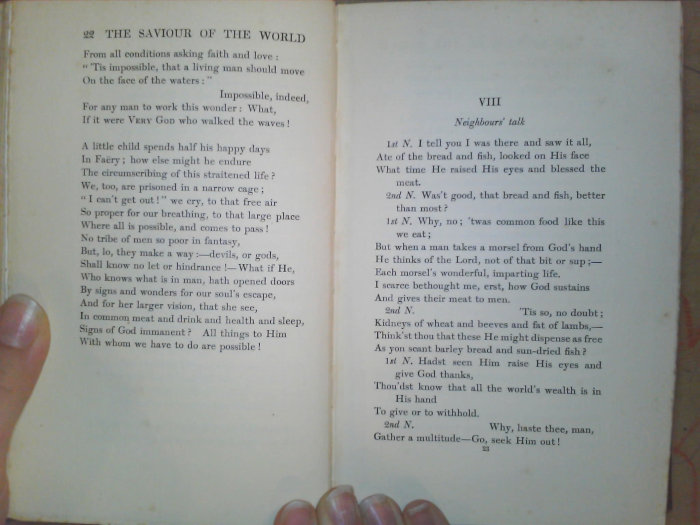 22 THE SAVIOUR OF THE WORLD
From all conditions asking faith and love :
" 'Tis impossible, that a living man should move
On the face of the waters : "
Impossible, indeed,
For any man to work this wonder : What,
If it were VERY GOD who walked the waves !
A little child spends half his happy days
In Faëry ; how else might he endure
The circumscribing of this straitened life ?
We, too, are prisoned in a narrow cage ;
" I can't get out ! " we cry, to that free air
So proper for our breathing, to that large place
Where all is possible, and comes to pass !
No tribe of men so poor in fantasy,
But, lo, they make a way :—devils, or gods,
Shall know no let or hindrance !—What if He,
Who knows what is in man, hath opened doors
By signs and wonders for our soul's escape,
And for her larger vision, that she see,
In common meat and drink and health and sleep,
Signs of God immanent ? All things to Him
With whom we have to do are possible !
VIII
Neighbours' talk
1st N. I tell you I was there and saw it all,
Ate of the bread and fish, looked on His face
What time He raised His eyes and blessed the
meat.
2nd N. Was't good, that bread and fish, better
than most ?
1st N. Why, no ; 'twas common food like this
we eat ;
But when a man takes a morsel from God's hand
He thinks of the Lord, not of that bit or sup ;—
Each morsel's wonderful, imparting life.
I scarce bethought me, erst, how God sustains
And gives their meat to men.
2nd N. 'Tis so, no doubt ;
Kidneys of wheat and beeves and fat of lambs,—
Think'st thou that these He might dispense as free
As yon scant barley bread and sun-dried fish ?
1st N. Hadst seen Him raise His eyes and
give God thanks,
Thou'dst know that all the world's wealth is in
His hand
To give or to withhold.
2nd N. Why, haste thee, man,
Gather a multitude—Go, seek Him out !
23